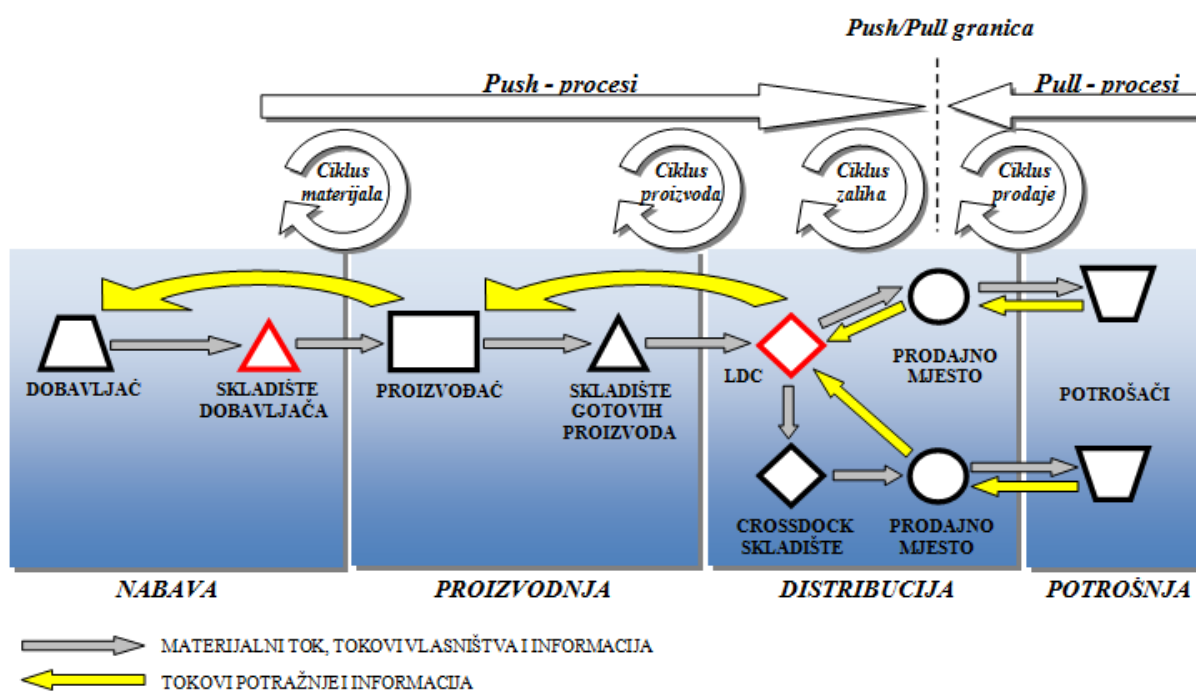 Push/Pull granica
Push - procesi
Pull - procesi
Ciklus
materijala
Ciklus
proizvoda
Ciklus
zaliha
Ciklus
prodaje
DOBAVLJAČ
SKLADIŠTE
DOBAVLJAČA
PROIZVOĐAČ
SKLADIŠTE
GOTOVIH
PROIZVODA
LDC
PRODAJNO
MJESTO
POTROŠAČI
CROSSDOCK
SKLADIŠTE
PRODAJNO
MJESTO
NABAVA
PROIZVODNJA
DISTRIBUCIJA
POTROŠNJA
MATERIJALNI TOK, TOKOVI VLASNIŠTVA I INFORMACIJA
TOKOVI POTRAŽNJE I INFORMACIJA